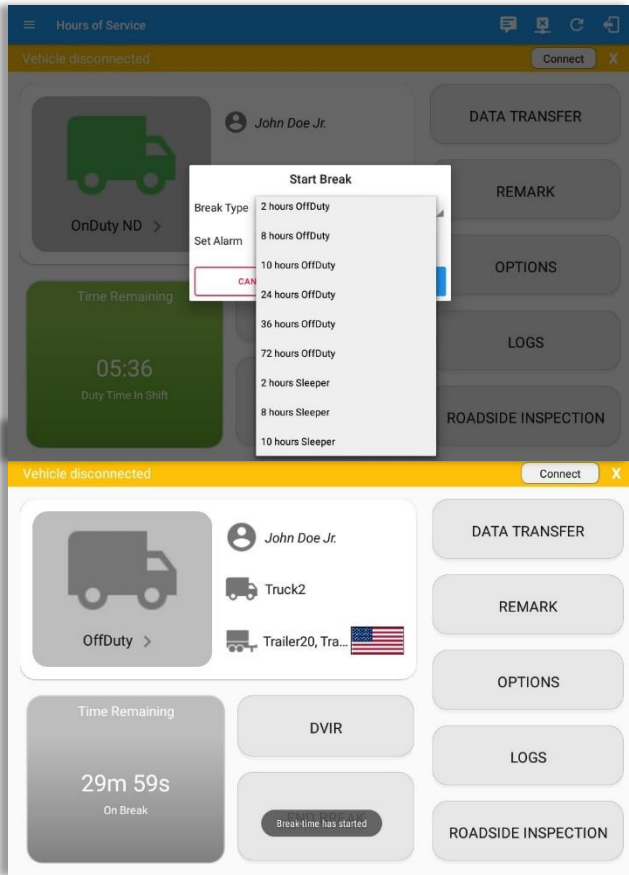 Hours of Service
Vehicle disconnected
Connect
X
John Doe Jr.
OnDuty ND >
DATA TRANSFER
REMARK
OPTIONS
LOGS
ROADSIDE INSPECTION
Start Break
Break Type
Set Alarm
CAN
2 hours OffDuty
8 hours OffDuty
10 hours OffDuty
24 hours OffDuty
36 hours OffDuty
72 hours OffDuty
2 hours Sleeper
8 hours Sleeper
10 hours Sleeper
Time Remaining
05:36
Duty Time In Shift
Vehicle disconnected
Connect
X
John Doe Jr.
Truck2
Trailer20, Tra...
OffDuty >
DATA TRANSFER
REMARK
OPTIONS
LOGS
ROADSIDE INSPECTION
Time Remaining
29m 59s
On Break
DVIR
END BREAK
Break-time has started